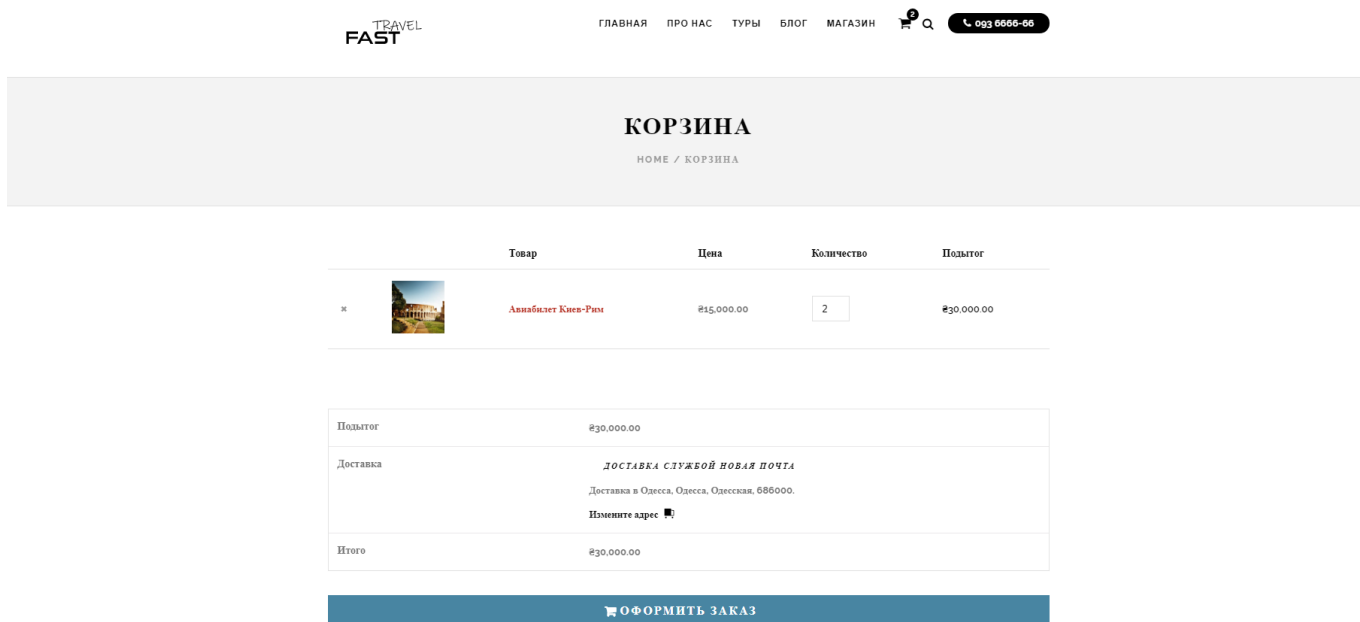 TRAVEL
FAST
ГЛАВНАЯ ПРО НАС ТУРЫ БЛОГ МАГАЗИН 2 093 6666-66
КОРЗИНА
HOME / КОРЗИНА
Товар Цена Количество Подытог
× Авиабилет Киев-Рим ₴15,000.00 2 ₴30,000.00
Подытог ₴30,000.00
Доставка ДОСТАВКА СЛУЖБОЙ НОВАЯ ПОЧТА
Доставка в Одесса, Одесса, Одесская, 686000.
Измените адрес
Итого ₴30,000.00
ОФОРМИТЬ ЗАКАЗ